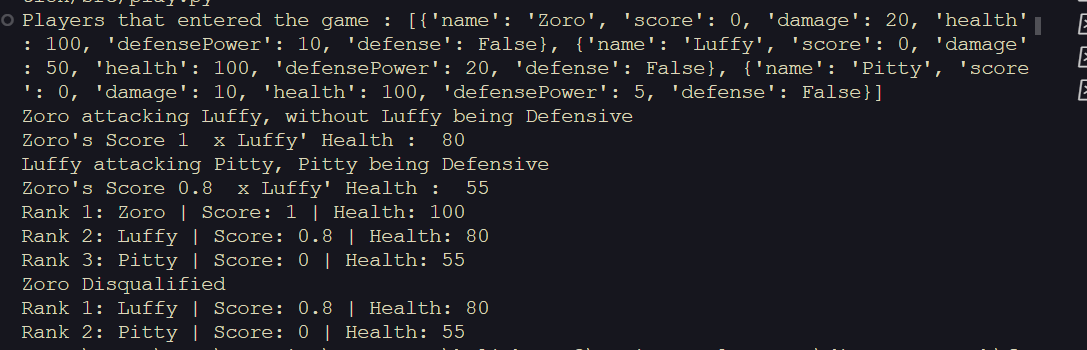 Players that entered the game : [{'name': 'Zoro', 'score': 0, 'damage': 20, 'health'
: 100, 'defensePower': 10, 'defense': False}, {'name': 'Luffy', 'score': 0, 'damage'
: 50, 'health': 100, 'defensePower': 20, 'defense': False}, {'name': 'Pitty', 'score
': 0, 'damage': 10, 'health': 100, 'defensePower': 5, 'defense': False}]
Zoro attacking Luffy, without Luffy being Defensive
Zoro's Score 1  x Luffy' Health :  80
Luffy attacking Pitty, Pitty being Defensive
Zoro's Score 0.8  x Luffy' Health :  55
Rank 1: Zoro | Score: 1 | Health: 100
Rank 2: Luffy | Score: 0.8 | Health: 80
Rank 3: Pitty | Score: 0 | Health: 55
Zoro Disqualified
Rank 1: Luffy | Score: 0.8 | Health: 80
Rank 2: Pitty | Score: 0 | Health: 55